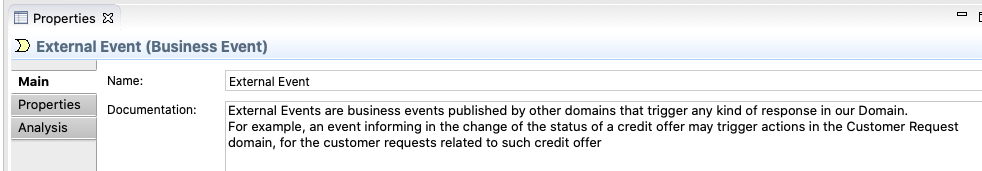 Properties
External Event (Business Event)
Main
Name:
External Event
Properties
Documentation:
External Events are business events published by other domains that trigger any kind of response in our Domain.
For example, an event informing in the change of the status of a credit offer may trigger actions in the Customer Request
domain, for the customer requests related to such credit offer
Analysis